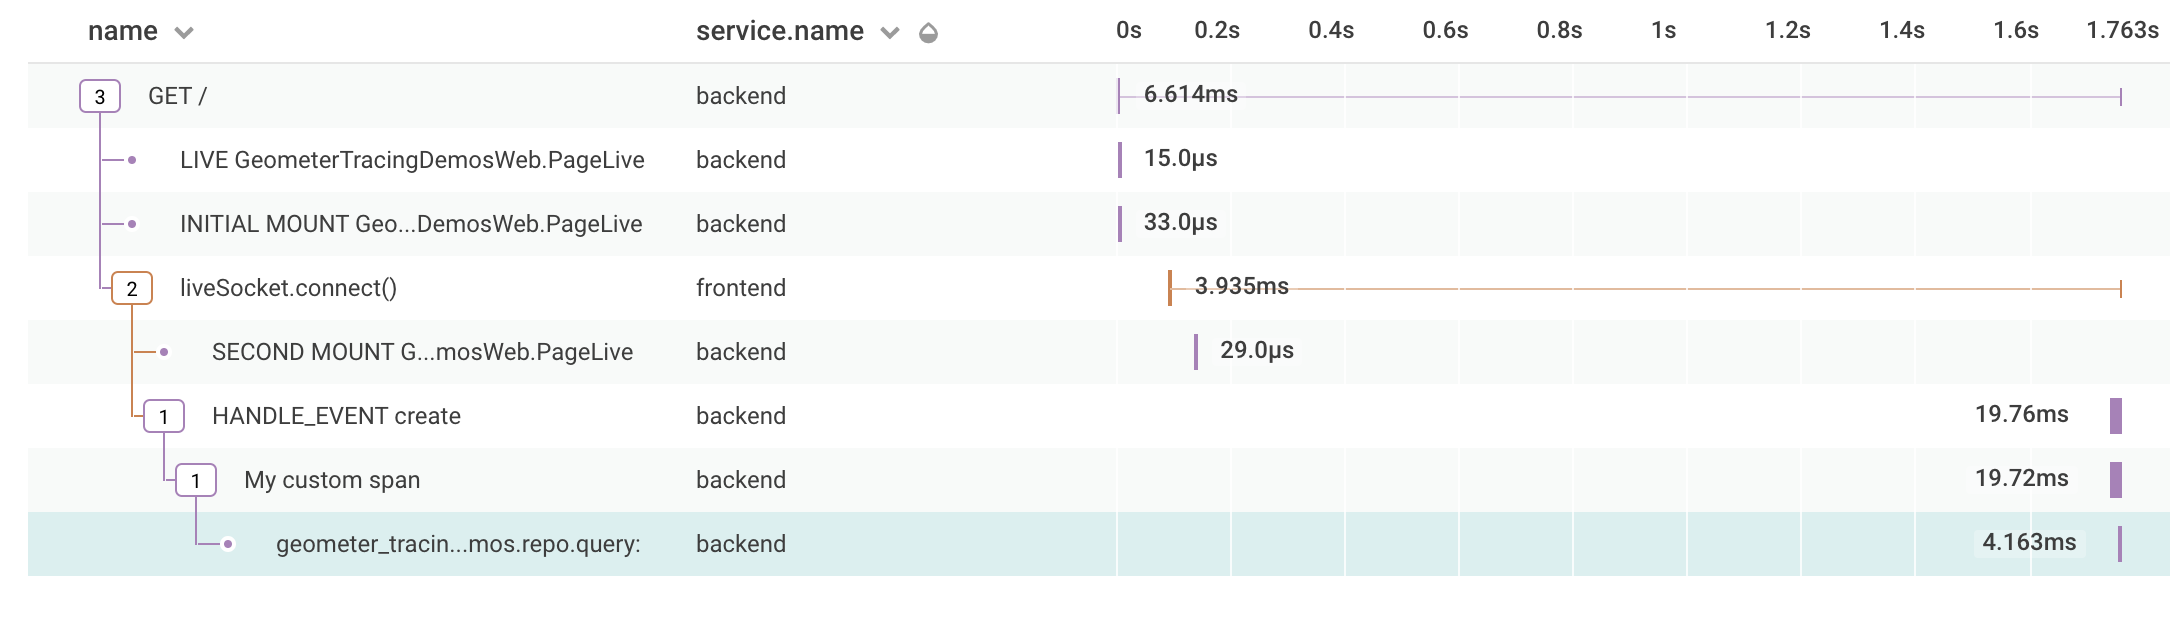 name service.name 0s 0.2s 0.4s 0.6s 0.8s 1s 1.2s 1.4s 1.6s 1.763s
3 GET / backend 6.614ms
LIVE GeometerTracingDemosWeb.PageLive backend 15.0µs
INITIAL MOUNT Geo...DemosWeb.PageLive backend 33.0µs
2 liveSocket.connect() frontend 3.935ms
SECOND MOUNT G...mosWeb.PageLive backend 29.0µs
1 HANDLE_EVENT create backend 19.76ms
1 My custom span backend 19.72ms
geometer_tracin...mos.repo.query: backend 4.163ms